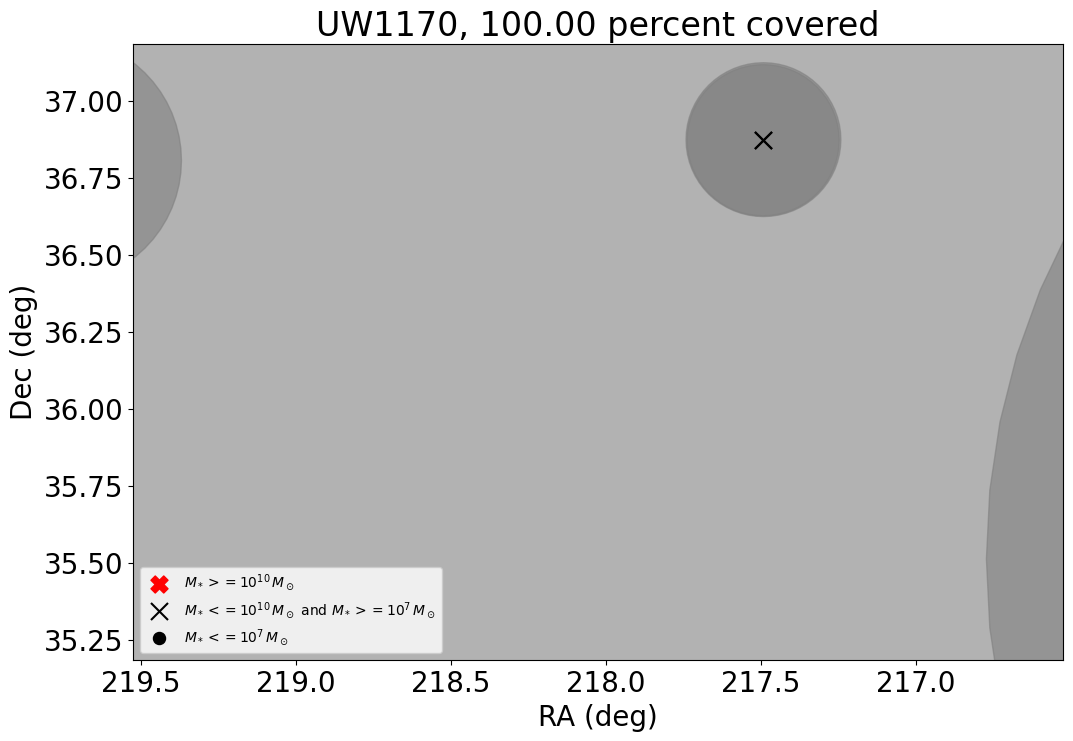 UW1170, 100.00 percent covered
Dec (deg)
37.00
36.75
36.50
36.25
36.00
35.75
35.50
35.25
M* >= 10^10 M⊙
M* <= 10^10 M⊙ and M* >= 10^7 M⊙
M* <= 10^7 M⊙
219.5 219.0 218.5 218.0 217.5 217.0
RA (deg)